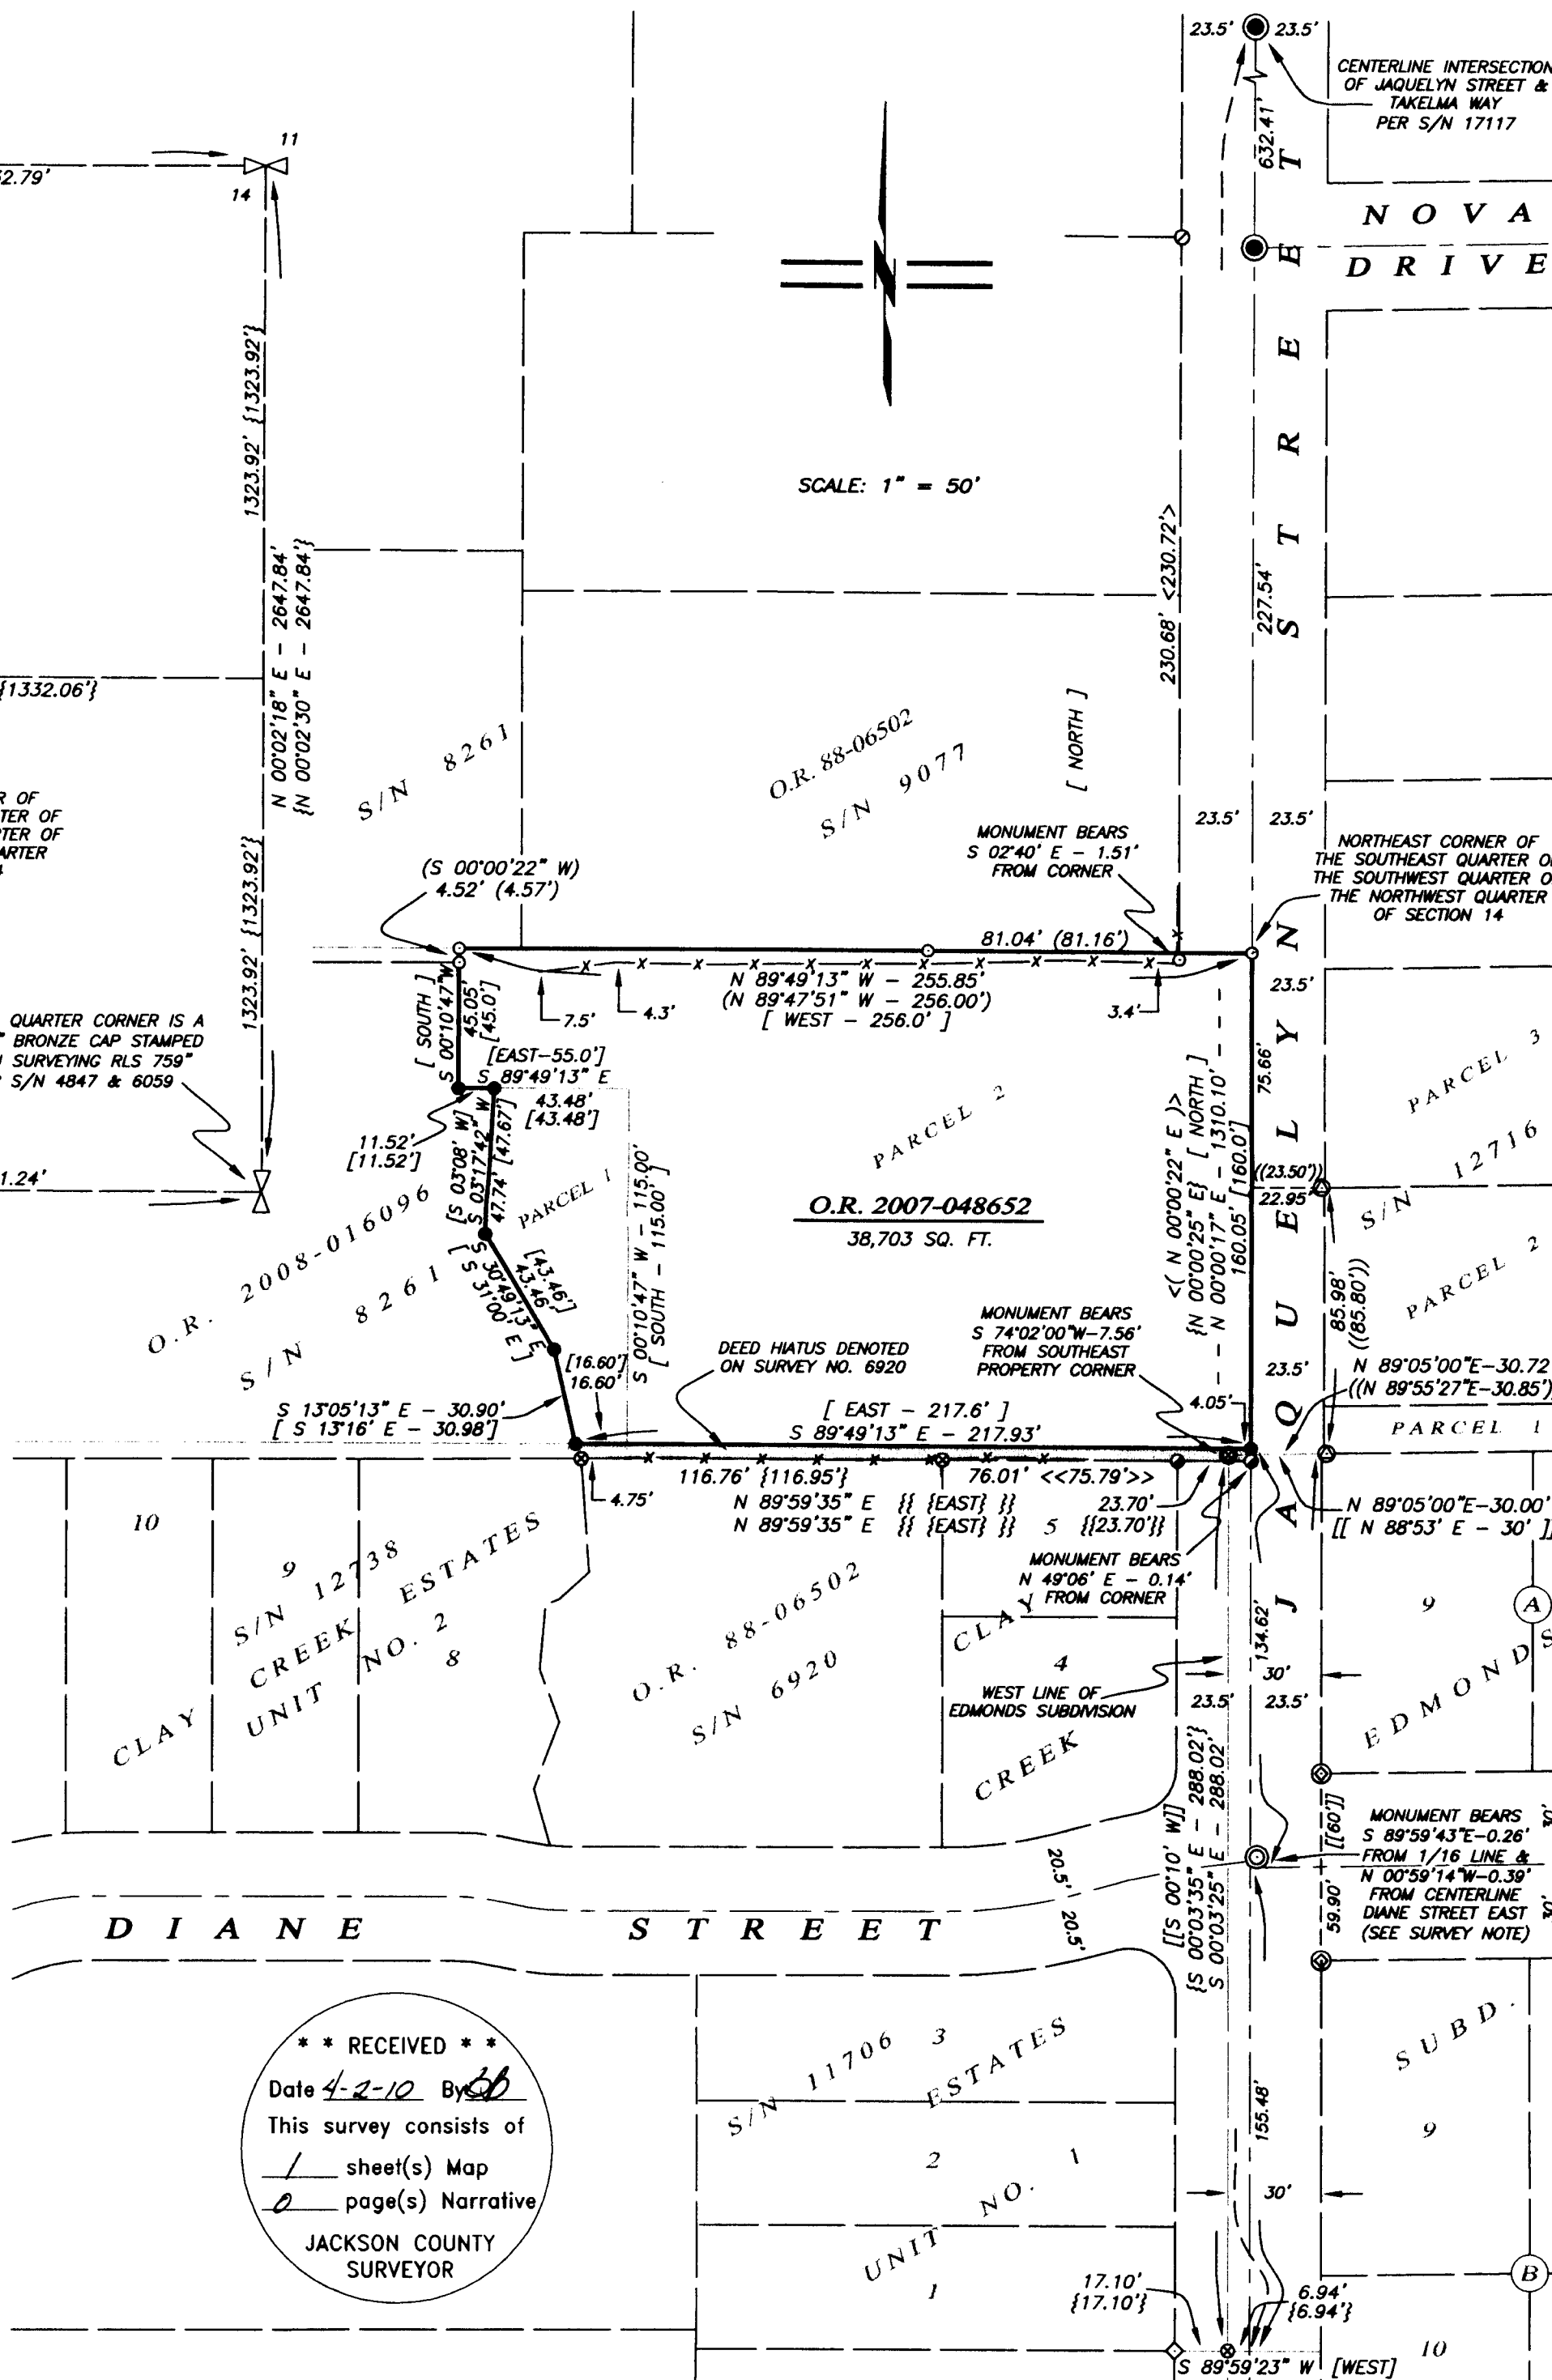 23.5' 23.5'
CENTERLINE INTERSECTION
OF JAQUELYN STREET &
TAKELMA WAY
PER S/N 17117
632.41'
11
14
2.79'
NOVA
DRIVE
JAQUELYN STREET
1323.92' {1323.92'}
SCALE: 1" = 50'
N 00°02'18" E - 2647.84'
{N 00°02'30" E - 2647.84'}
230.68' <230.72'>
227.54'
{1332.06'}
S/N 8261
O.R. 88-06502
S/N 9077
[ NORTH ]
R OF
TER OF
TER OF
ARTER
23.5' 23.5'
MONUMENT BEARS
S 02°40' E - 1.51'
FROM CORNER
NORTHEAST CORNER OF
THE SOUTHEAST QUARTER O
THE SOUTHWEST QUARTER O
THE NORTHWEST QUARTER
OF SECTION 14
(S 00°00'22" W)
4.52' (4.57')
1323.92' {1323.92'}
81.04' (81.16')
N 89°49'13" W - 255.85'
(N 89°47'51" W - 256.00')
[ WEST - 256.0' ]
7.5'
4.3'
3.4'
23.5'
[ SOUTH ]
S 00°10'47" W
45.05'
[45.0']
QUARTER CORNER IS A
" BRONZE CAP STAMPED
SURVEYING RLS 759"
S/N 4847 & 6059
[EAST-55.0']
S 89°49'13" E
43.48'
[43.48']
11.52'
[11.52']
[S 03°08' W]
S 03°17'42" W
47.74' [47.67']
PARCEL 1
PARCEL 2
75.66'
PARCEL 3
S/N 12716
PARCEL 2
((23.50'))
22.95'
1.24'
O.R. 2008-016096
S/N 8261
O.R. 2007-048652
38,703 SQ. FT.
<( N 00°00'22" E )>
{N 00°00'25" E} [ NORTH ]
N 00°00'17" E - 1310.10'
160.05' [160.0']
[43.46']
43.46'
S 30°49'13" E
[ S 31°00' E ]
S 00°10'47" W - 115.00'
[ SOUTH - 115.00' ]
85.98'
((85.80'))
MONUMENT BEARS
S 74°02'00"W-7.56'
FROM SOUTHEAST
PROPERTY CORNER
DEED HIATUS DENOTED
ON SURVEY NO. 6920
[16.60']
16.60'
23.5'
N 89°05'00"E-30.72
((N 89°55'27"E-30.85')
4.05'
S 13°05'13" E - 30.90'
[ S 13°16' E - 30.98']
[ EAST - 217.6' ]
S 89°49'13" E - 217.93'
PARCEL 1
4.75'
116.76' {116.95'}
76.01' <<75.79'>>
N 89°59'35" E {{ {EAST} }}
23.70'
N 89°59'35" E {{ {EAST} }}
5
{{23.70'}}
N 89°05'00"E-30.00'
[[ N 88°53' E - 30' ]]
MONUMENT BEARS
N 49°06' E - 0.14'
FROM CORNER
10
9
S/N 12738
CLAY CREEK ESTATES
UNIT NO. 2
8
O.R. 88-06502
S/N 6920
CLAY
4
CREEK
134.62'
9
A
EDMONDS
WEST LINE OF
EDMONDS SUBDIVISION
30'
23.5' 23.5'
[[S 00°10' W]]
{S 00°03'35" E - 288.02'}
S 00°03'25" E - 288.02'
[[60']]
59.90'
MONUMENT BEARS
S 89°59'43"E-0.26'
FROM 1/16 LINE &
N 00°59'14"W-0.39'
FROM CENTERLINE
DIANE STREET EAST
(SEE SURVEY NOTE)
20.5'
20.5'
DIANE STREET
* * RECEIVED * *
Date 4-2-10 By
This survey consists of
1 sheet(s) Map
0 page(s) Narrative
JACKSON COUNTY
SURVEYOR
S/N 11706
3
ESTATES
2
UNIT NO. 1
1
155.48'
SUBD.
9
30'
B
17.10'
{17.10'}
6.94'
{6.94'}
S 89°59'23" W [WEST]
10